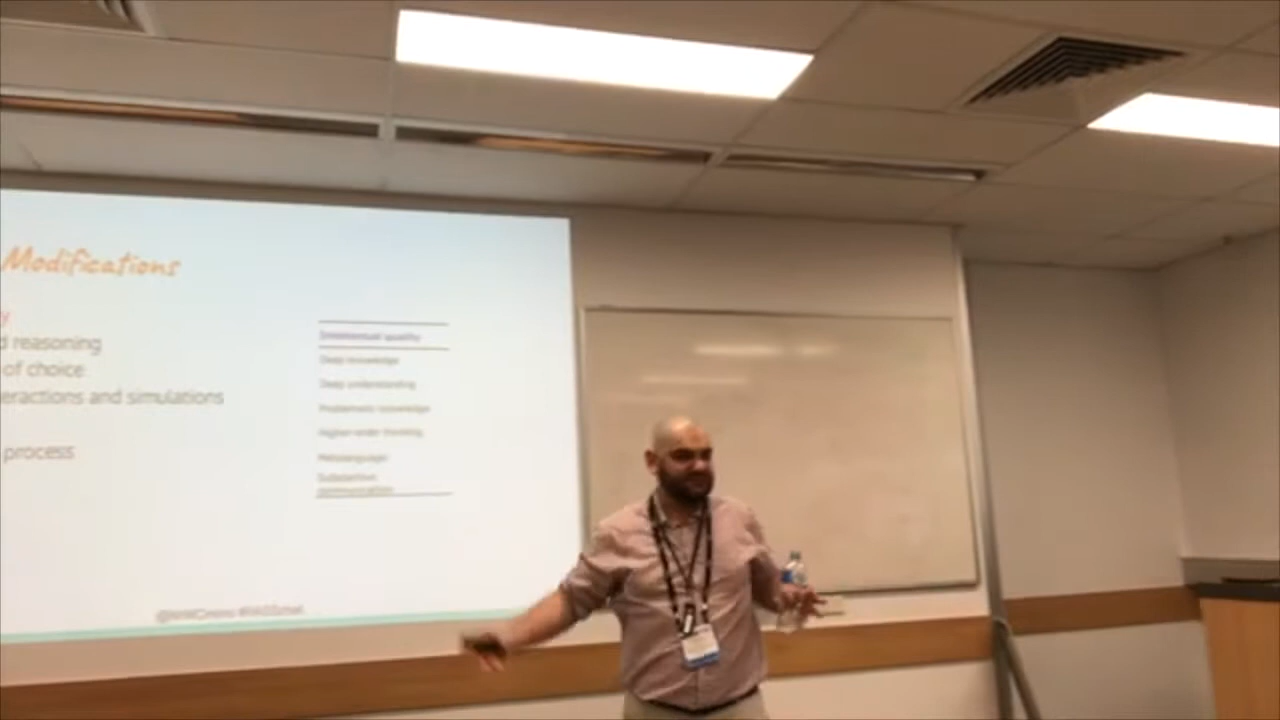 Modifications
y
d reasoning
of choice
eractions and simulations
process
Intellectual quality
Deep knowledge
Deep understanding
Problematic knowledge
Higher-order thinking
Metalanguage
Substantive
communication